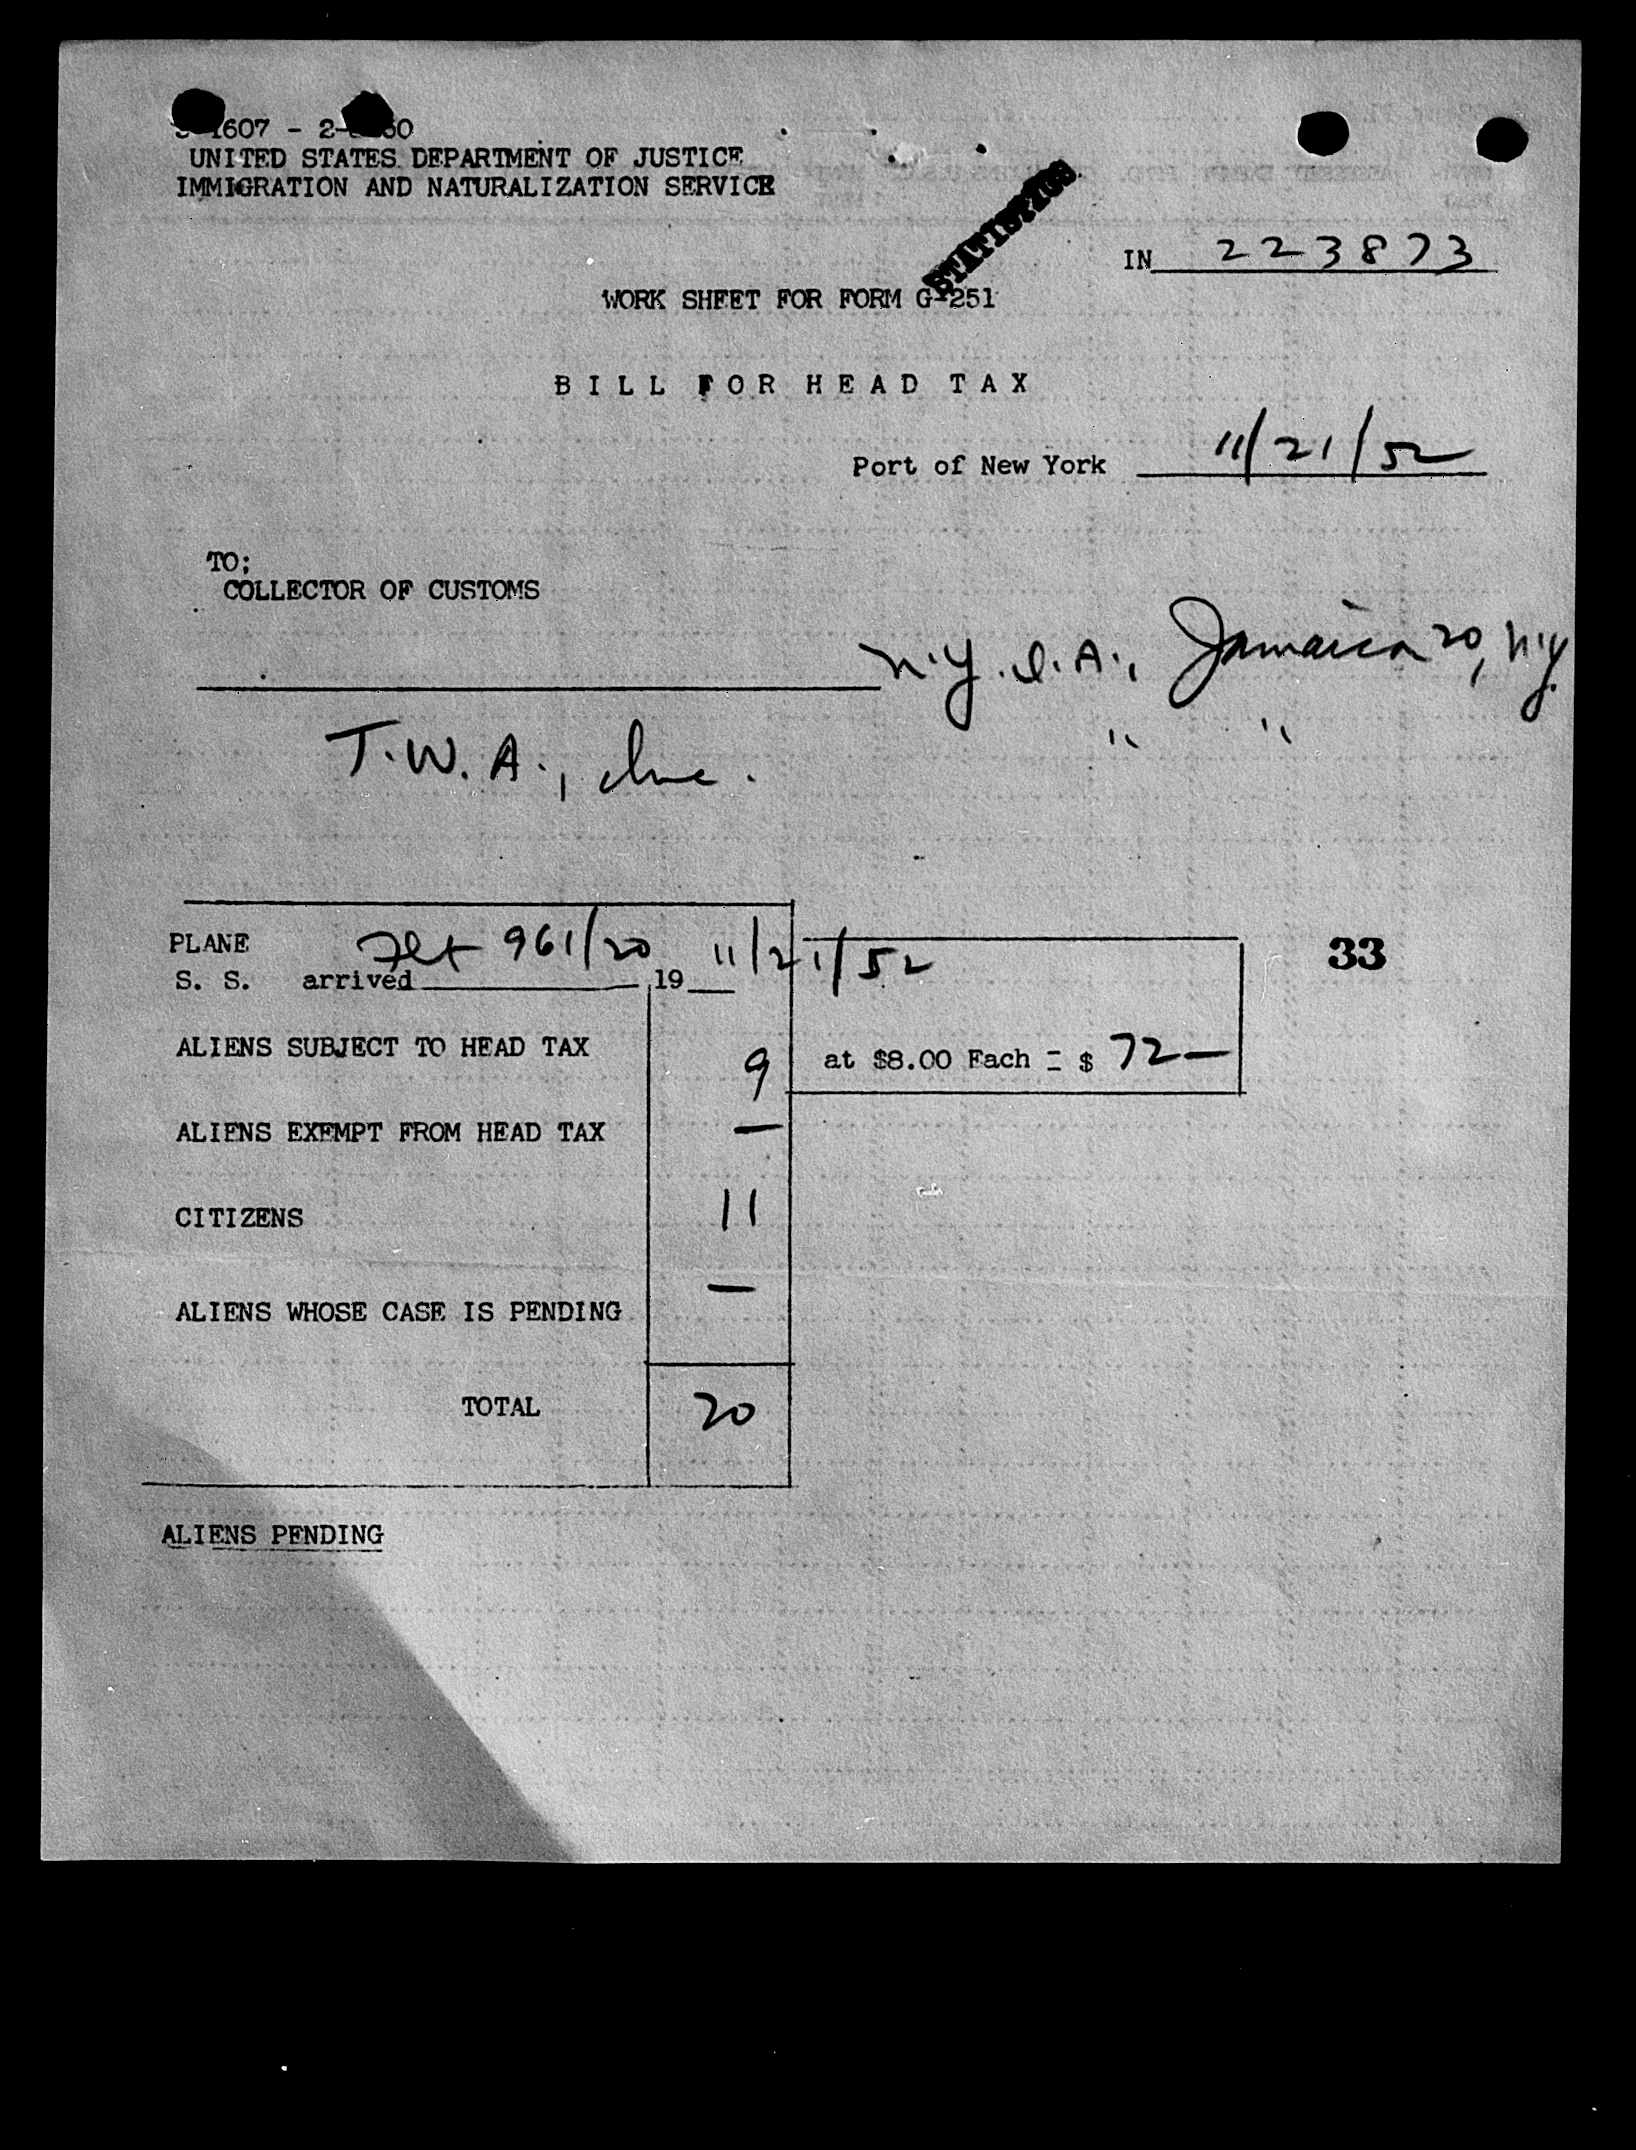 1607 - 2-
UNITED STATES DEPARTMENT OF JUSTICE
IMMIGRATION AND NATURALIZATION SERVICE
STATISTICS
IN 223873
WORK SHEET FOR FORM G-251
BILL FOR HEAD TAX
Port of New York 11/21/52
TO;
COLLECTOR OF CUSTOMS
N.Y.I.A., Jamaica 20, N.Y.
T.W.A., Inc. " "
PLANE
S. S. arrived Flt 961/20 19 11/21/52
33
ALIENS SUBJECT TO HEAD TAX 9 at $8.00 Each = $ 72—
ALIENS EXEMPT FROM HEAD TAX —
CITIZENS 11
ALIENS WHOSE CASE IS PENDING —
TOTAL 20
ALIENS PENDING